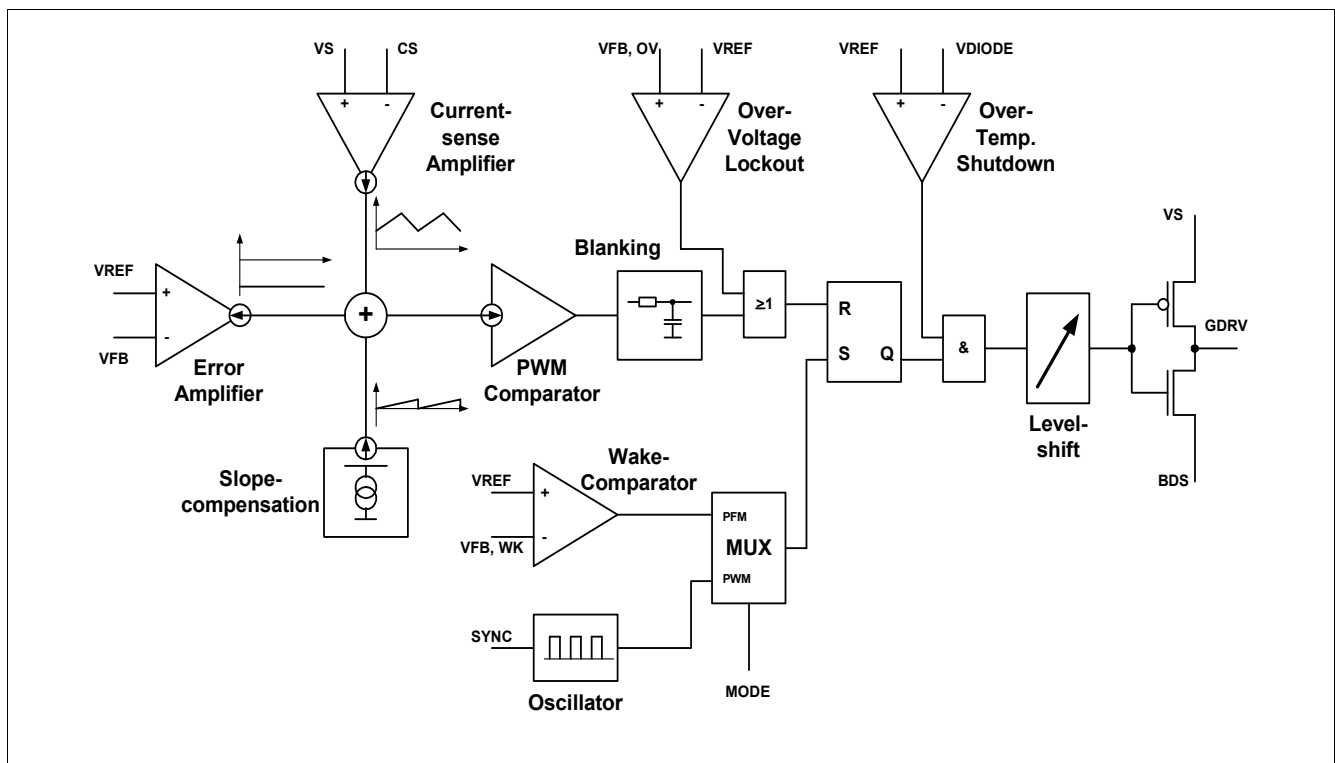 VS CS
+ -
Current-
sense
Amplifier
VFB, OV VREF
+ -
Over-
Voltage
Lockout
VREF VDIODE
+ -
Over-
Temp.
Shutdown
VREF
+
-
VFB
Error
Amplifier
+
PWM
Comparator
Blanking
≥1
R
S Q
&
Level-
shift
VS
GDRV
BDS
Slope-
compensation
VREF
+
-
VFB, WK
Wake-
Comparator
PFM
MUX
PWM
MODE
SYNC
Oscillator